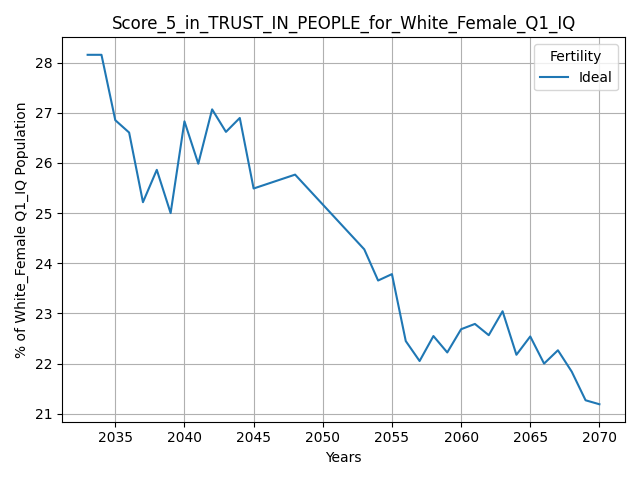 Score_5_in_TRUST_IN_PEOPLE_for_White_Female_Q1_IQ
Fertility
Ideal
% of White_Female Q1_IQ Population
28
27
26
25
24
23
22
21
2035 2040 2045 2050 2055 2060 2065 2070
Years